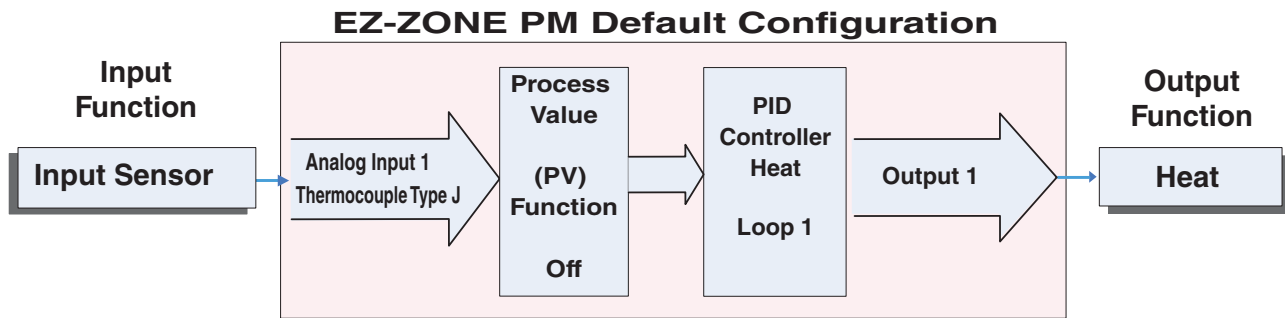 EZ-ZONE PM Default Configuration
Input
Function
Input Sensor
Analog Input 1
Thermocouple Type J
Process
Value
(PV)
Function
Off
PID
Controller
Heat
Loop 1
Output 1
Output
Function
Heat